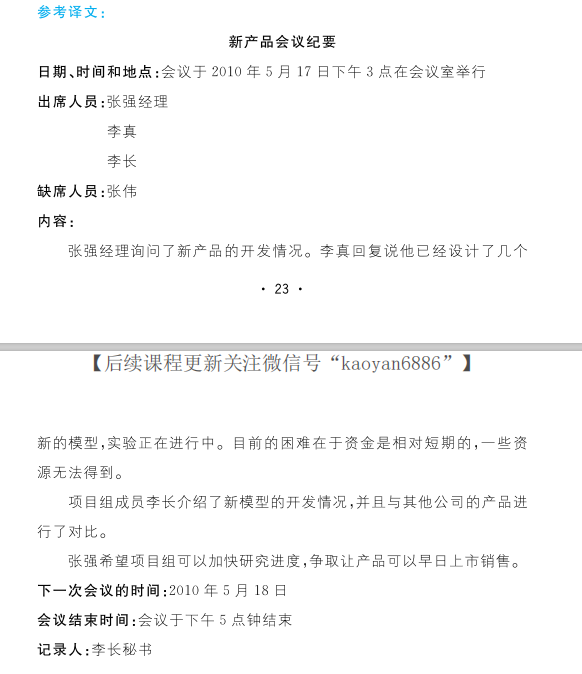 参考译文:
新产品会议纪要
日期、时间和地点:会议于 2010 年 5 月 17 日下午 3 点在会议室举行
出席人员:张强经理
李真
李长
缺席人员:张伟
内容:
张强经理询问了新产品的开发情况。李真回复说他已经设计了几个
• 23 •
【后续课程更新关注微信号“kaoyan6886”】
新的模型,实验正在进行中。目前的困难在于资金是相对短期的,一些资
源无法得到。
项目组成员李长介绍了新模型的开发情况,并且与其他公司的产品进
行了对比。
张强希望项目组可以加快研究进度,争取让产品可以早日上市销售。
下一次会议的时间:2010 年 5 月 18 日
会议结束时间:会议于下午 5 点钟结束
记录人:李长秘书